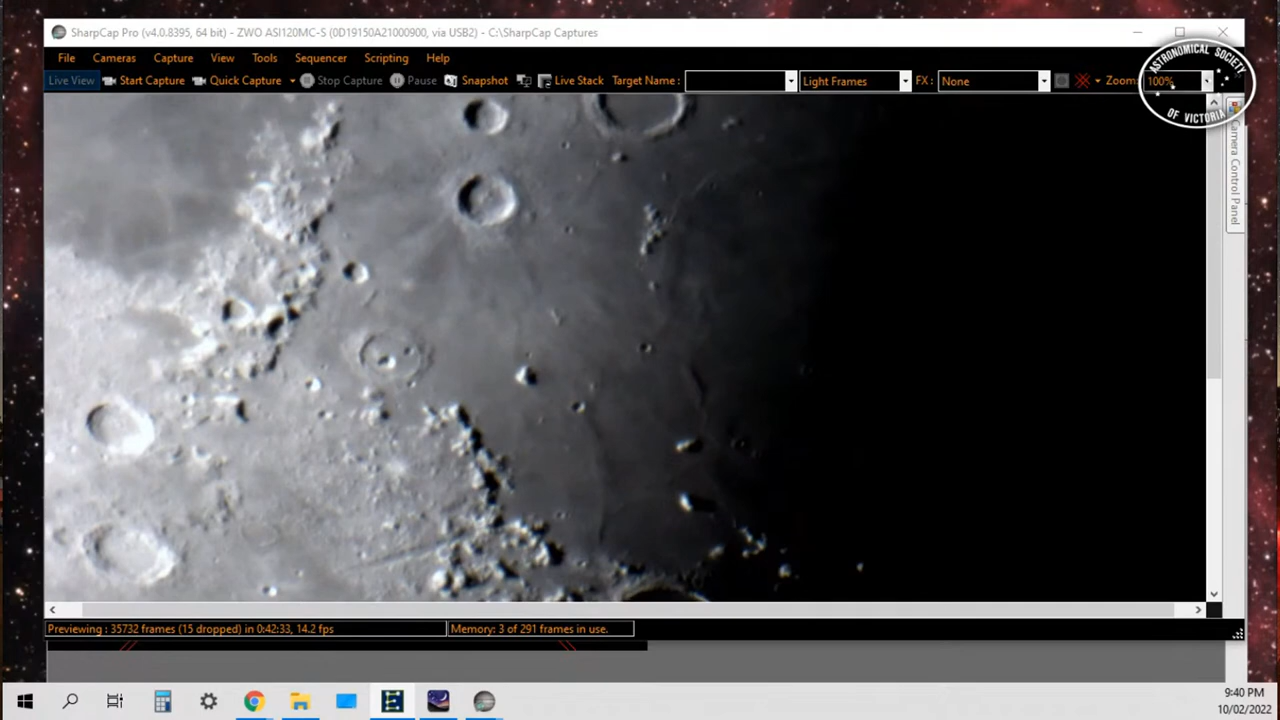 SharpCap Pro (v4.0.8395, 64 bit) - ZWO ASI120MC-S (0D19150A21000900, via USB2) - C:\SharpCap Captures
File Cameras Capture View Tools Sequencer Scripting Help
Live View Start Capture Quick Capture Stop Capture Pause Snapshot Live Stack Target Name : Light Frames FX : None Zoom: 100%
ASTRONOMICAL SOCIETY
OF VICTORIA
Camera Control Panel
Previewing : 35732 frames (15 dropped) in 0:42:33, 14.2 fps
Memory: 3 of 291 frames in use.
9:40 PM
10/02/2022